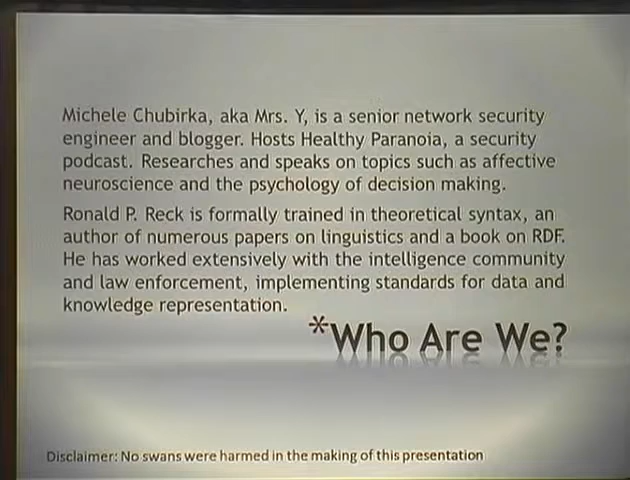 Michele Chubirka, aka Mrs. Y, is a senior network security
engineer and blogger. Hosts Healthy Paranoia, a security
podcast. Researches and speaks on topics such as affective
neuroscience and the psychology of decision making.
Ronald P. Reck is formally trained in theoretical syntax, an
author of numerous papers on linguistics and a book on RDF.
He has worked extensively with the intelligence community
and law enforcement, implementing standards for data and
knowledge representation.
*Who Are We?
Disclaimer: No swans were harmed in the making of this presentation